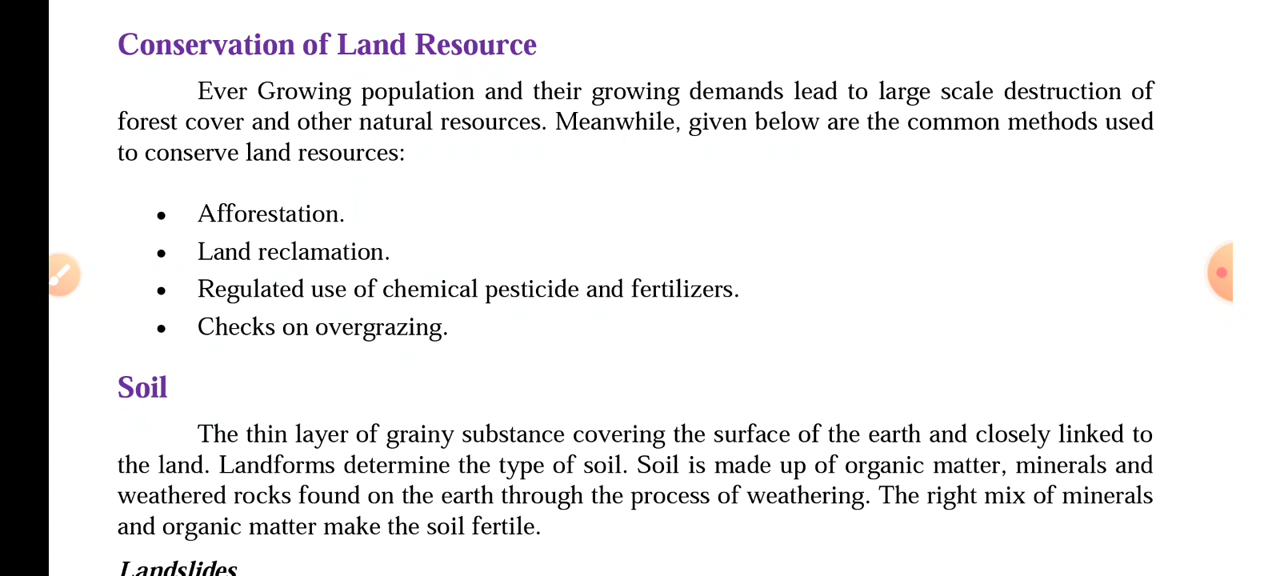 Conservation of Land Resource
Ever Growing population and their growing demands lead to large scale destruction of
forest cover and other natural resources. Meanwhile, given below are the common methods used
to conserve land resources:
• Afforestation.
• Land reclamation.
• Regulated use of chemical pesticide and fertilizers.
• Checks on overgrazing.
Soil
The thin layer of grainy substance covering the surface of the earth and closely linked to
the land. Landforms determine the type of soil. Soil is made up of organic matter, minerals and
weathered rocks found on the earth through the process of weathering. The right mix of minerals
and organic matter make the soil fertile.
Landslides